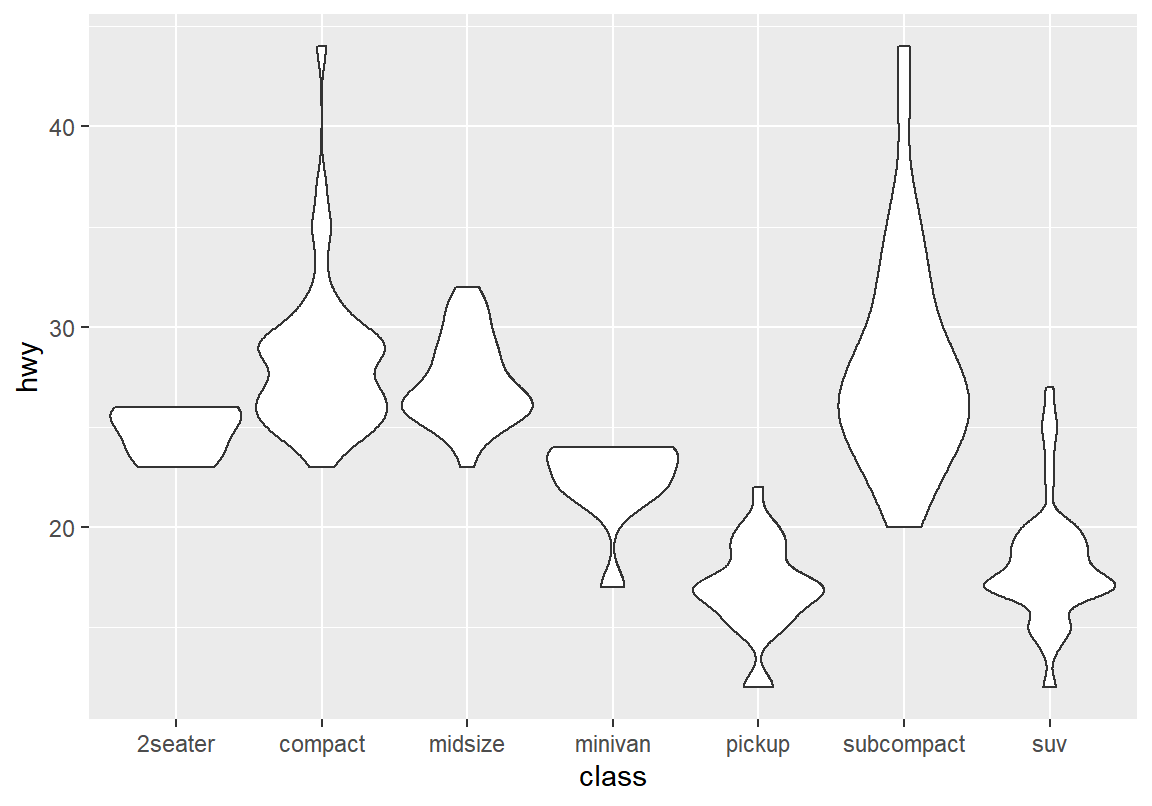 40
30
20
hwy
2seater compact midsize minivan pickup subcompact suv
class